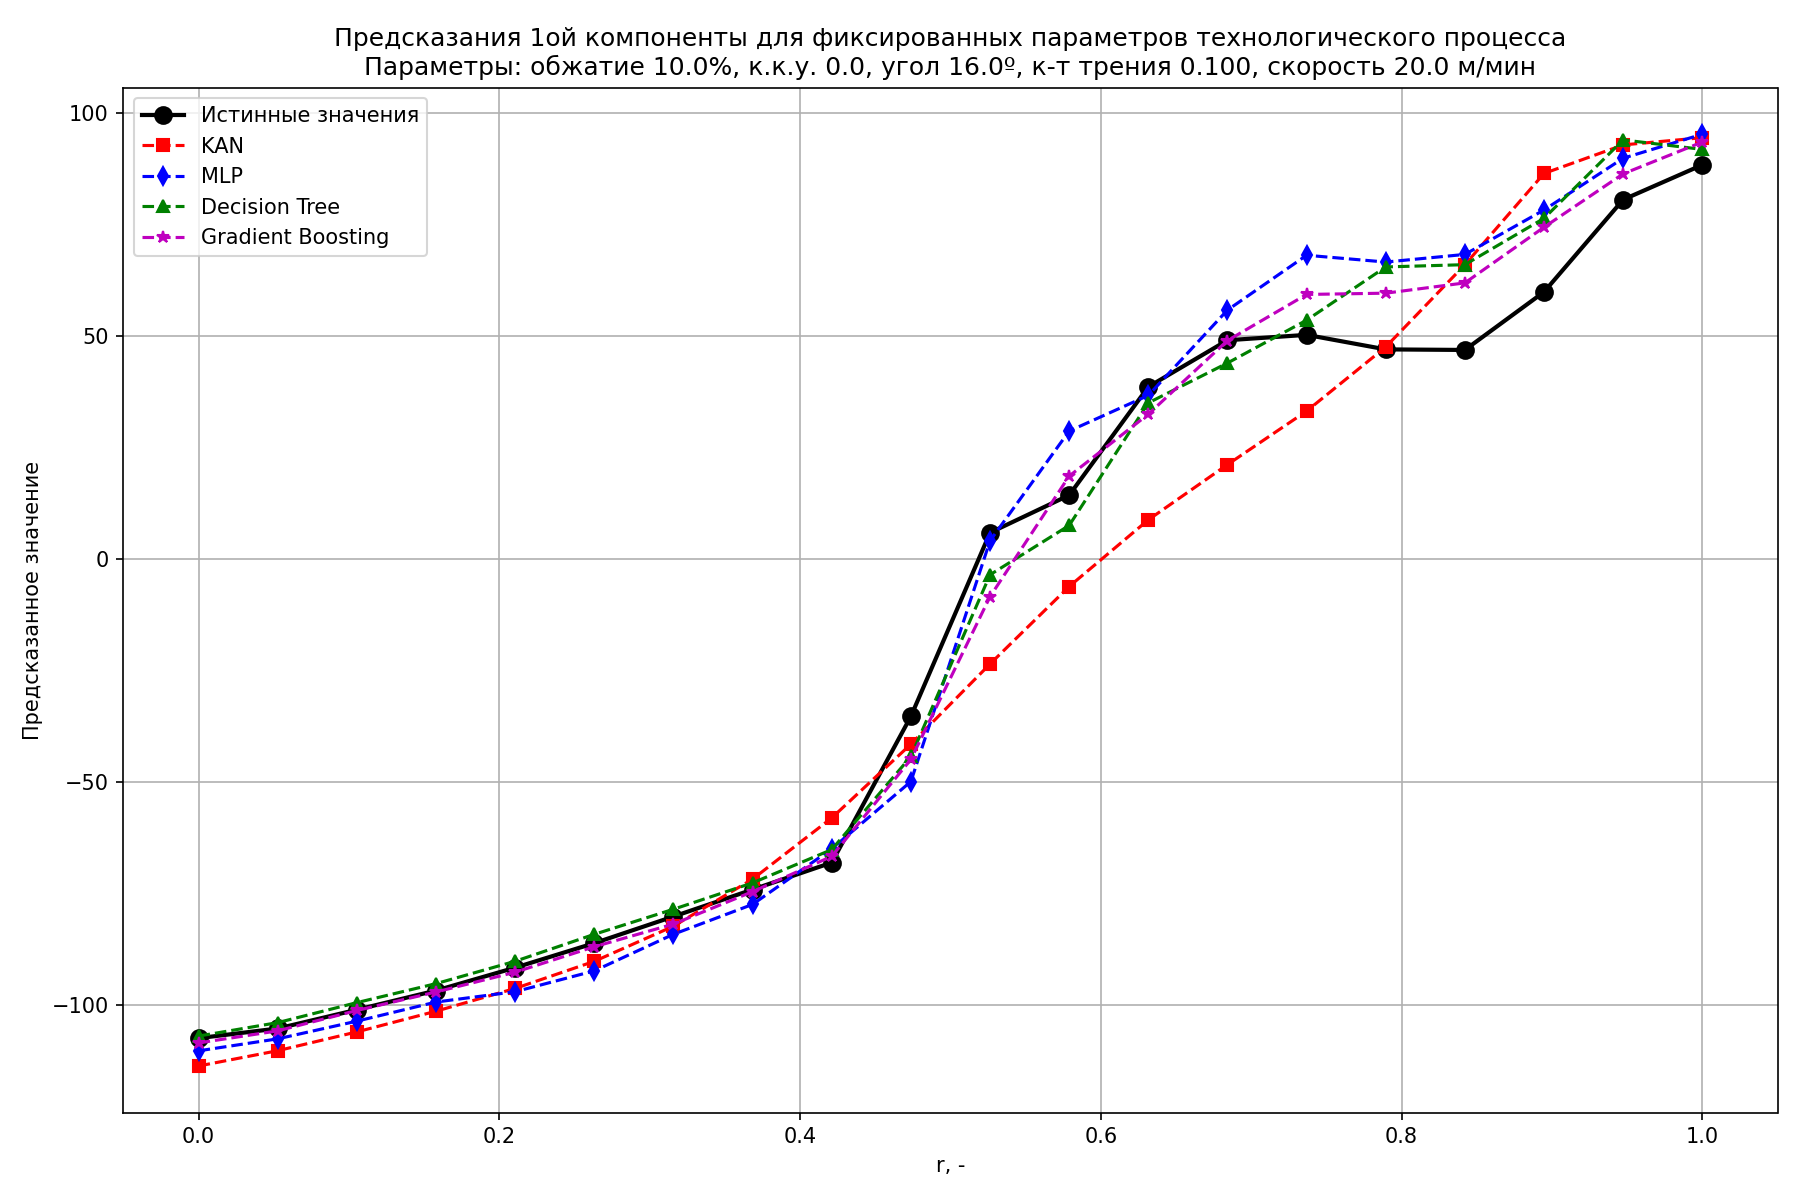 Предсказания 1ой компоненты для фиксированных параметров технологического процесса
Параметры: обжатие 10.0%, к.к.у. 0.0, угол 16.0º, к-т трения 0.100, скорость 20.0 м/мин
Истинные значения
KAN
MLP
Decision Tree
Gradient Boosting
Предсказанное значение
100
50
0
−50
−100
0.0
0.2
0.4
0.6
0.8
1.0
r, -